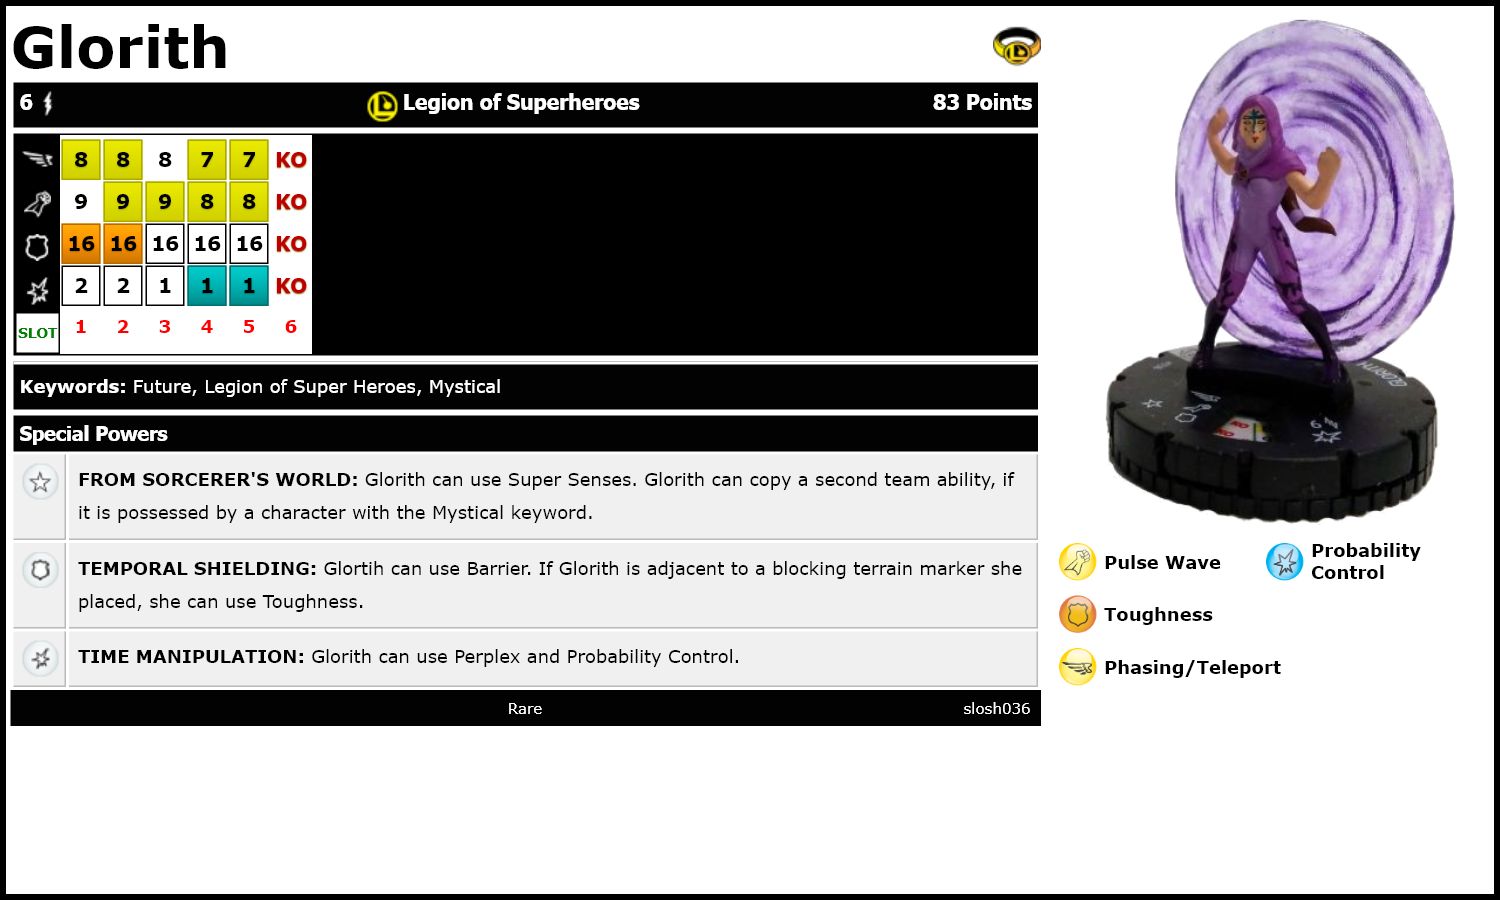 Glorith
6 Legion of Superheroes 83 Points
8 8 8 7 7 KO
9 9 9 8 8 KO
16 16 16 16 16 KO
2 2 1 1 1 KO
SLOT 1 2 3 4 5 6
Keywords: Future, Legion of Super Heroes, Mystical
Special Powers
FROM SORCERER'S WORLD: Glorith can use Super Senses. Glorith can copy a second team ability, if
it is possessed by a character with the Mystical keyword.
TEMPORAL SHIELDING: Glortih can use Barrier. If Glorith is adjacent to a blocking terrain marker she
placed, she can use Toughness.
TIME MANIPULATION: Glorith can use Perplex and Probability Control.
Rare slosh036
GLORITH
KO
KO
6
Pulse Wave
Probability
Control
Toughness
Phasing/Teleport